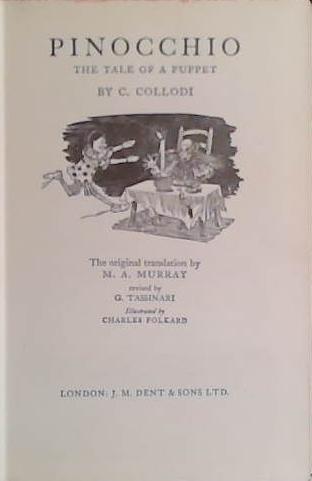 PINOCCHIO
THE TALE OF A PUPPET
BY C. COLLODI
The original translation by
M. A. MURRAY
revised by
G. TASSINARI
Illustrated by
CHARLES FOLKARD
LONDON: J. M. DENT & SONS LTD.